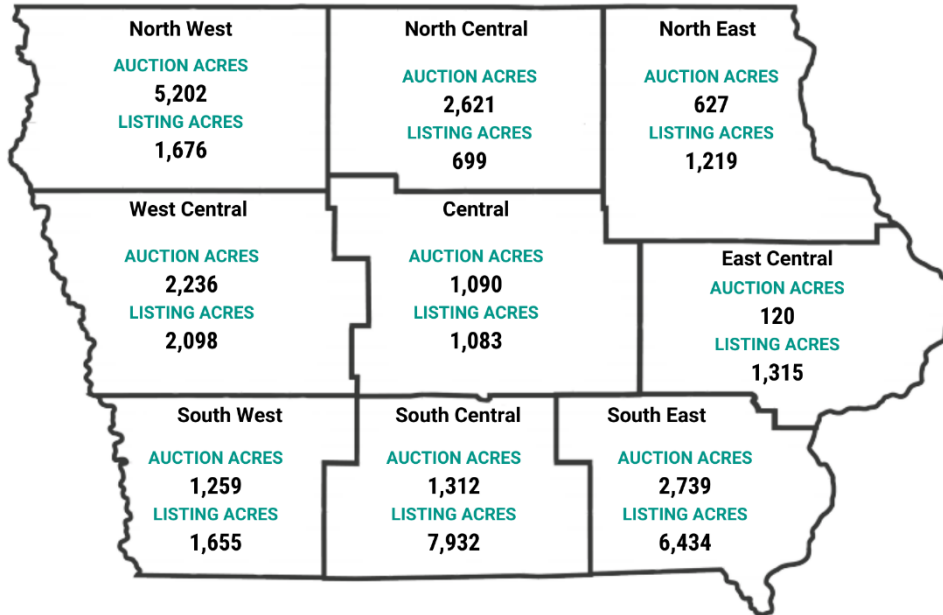 North West
AUCTION ACRES
5,202
LISTING ACRES
1,676
North Central
AUCTION ACRES
2,621
LISTING ACRES
699
North East
AUCTION ACRES
627
LISTING ACRES
1,219
West Central
AUCTION ACRES
2,236
LISTING ACRES
2,098
Central
AUCTION ACRES
1,090
LISTING ACRES
1,083
East Central
AUCTION ACRES
120
LISTING ACRES
1,315
South West
AUCTION ACRES
1,259
LISTING ACRES
1,655
South Central
AUCTION ACRES
1,312
LISTING ACRES
7,932
South East
AUCTION ACRES
2,739
LISTING ACRES
6,434